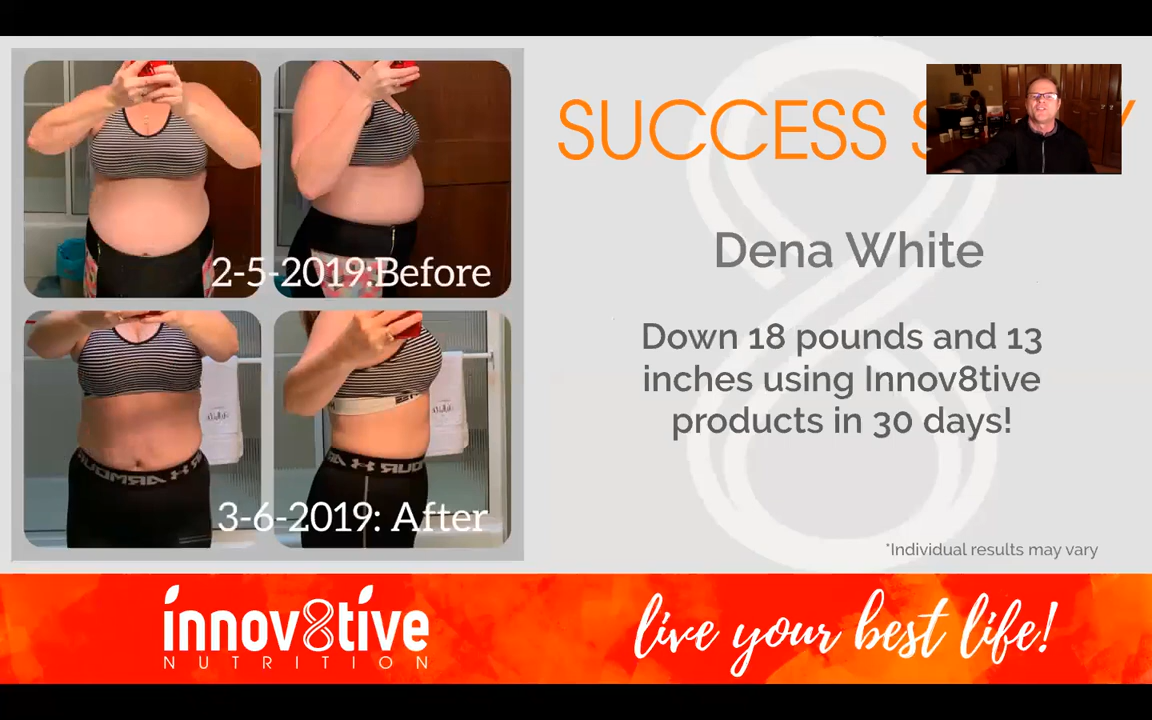 SUCCESS S
Dena White
Down 18 pounds and 13
inches using Innov8tive
products in 30 days!
*Individual results may vary
2-5-2019:Before
3-6-2019: After
innov8tive
NUTRITION
live your best life!